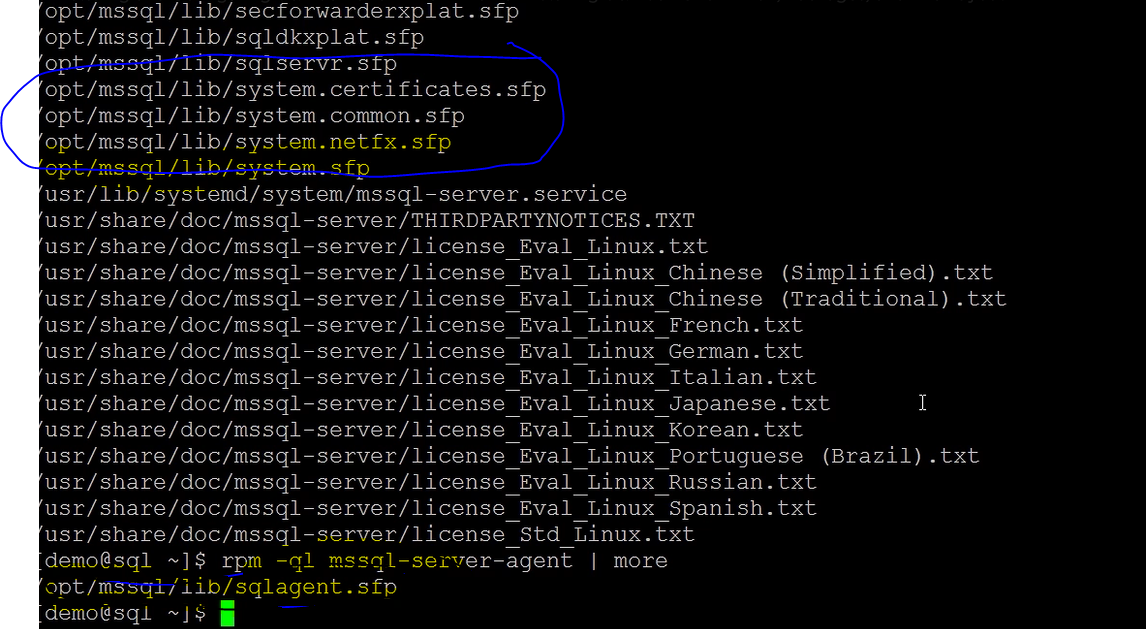 /opt/mssql/lib/secforwarderxplat.sfp
/opt/mssql/lib/sqldkxplat.sfp
/opt/mssql/lib/sqlservr.sfp
/opt/mssql/lib/system.certificates.sfp
/opt/mssql/lib/system.common.sfp
/opt/mssql/lib/system.netfx.sfp
/opt/mssql/lib/system.sfp
/usr/lib/systemd/system/mssql-server.service
/usr/share/doc/mssql-server/THIRDPARTYNOTICES.TXT
/usr/share/doc/mssql-server/license_Eval_Linux.txt
/usr/share/doc/mssql-server/license_Eval_Linux_Chinese (Simplified).txt
/usr/share/doc/mssql-server/license_Eval_Linux_Chinese (Traditional).txt
/usr/share/doc/mssql-server/license_Eval_Linux_French.txt
/usr/share/doc/mssql-server/license_Eval_Linux_German.txt
/usr/share/doc/mssql-server/license_Eval_Linux_Italian.txt
/usr/share/doc/mssql-server/license_Eval_Linux_Japanese.txt
/usr/share/doc/mssql-server/license_Eval_Linux_Korean.txt
/usr/share/doc/mssql-server/license_Eval_Linux_Portuguese (Brazil).txt
/usr/share/doc/mssql-server/license_Eval_Linux_Russian.txt
/usr/share/doc/mssql-server/license_Eval_Linux_Spanish.txt
/usr/share/doc/mssql-server/license_Std_Linux.txt
[demo@sql ~]$ rpm -ql mssql-server-agent | more
/opt/mssql/lib/sqlagent.sfp
[demo@sql ~]$